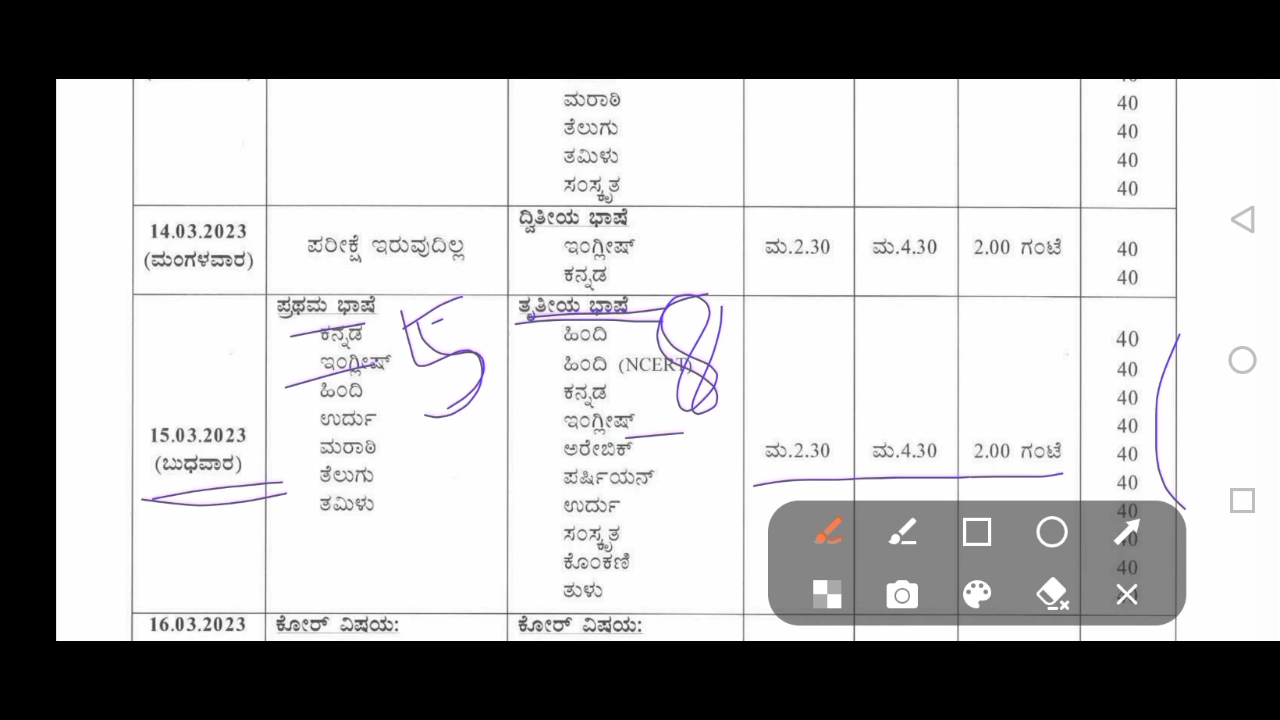 ಮರಾಠಿ 40
ತೆಲುಗು 40
ತಮಿಳು 40
ಸಂಸ್ಕೃತ 40
14.03.2023
(ಮಂಗಳವಾರ)
ಪರೀಕ್ಷೆ ಇರುವುದಿಲ್ಲ
ದ್ವಿತೀಯ ಭಾಷೆ
ಇಂಗ್ಲೀಷ್
ಕನ್ನಡ
ಮ.2.30
ಮ.4.30
2.00 ಗಂಟೆ
40
40
15.03.2023
(ಬುಧವಾರ)
ಪ್ರಥಮ ಭಾಷೆ
ಕನ್ನಡ
ಇಂಗ್ಲೀಷ್
ಹಿಂದಿ
ಉರ್ದು
ಮರಾಠಿ
ತೆಲುಗು
ತಮಿಳು
5
ತೃತೀಯ ಭಾಷೆ
ಹಿಂದಿ
ಹಿಂದಿ (NCERT)
ಕನ್ನಡ
ಇಂಗ್ಲೀಷ್
ಅರೇಬಿಕ್
ಪರ್ಷಿಯನ್
ಉರ್ದು
ಸಂಸ್ಕೃತ
ಕೊಂಕಣಿ
ತುಳು
8
ಮ.2.30
ಮ.4.30
2.00 ಗಂಟೆ
40
40
40
40
40
40
40
40
40
16.03.2023
ಕೋರ್ ವಿಷಯ:
ಕೋರ್ ವಿಷಯ: